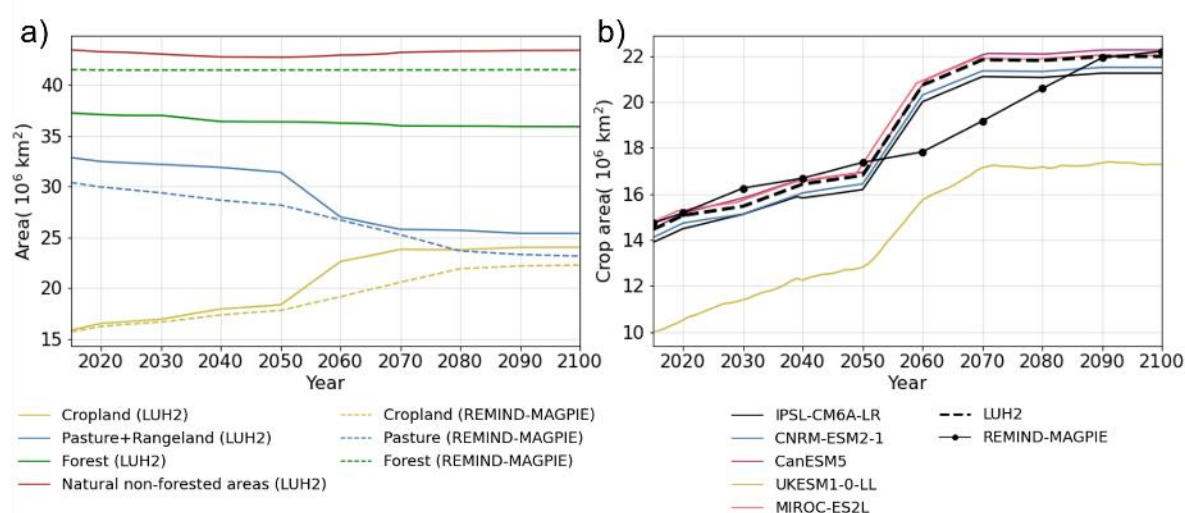 a)
b)
Area( 10⁶ km²)
40
35
30
25
20
15
2020 2030 2040 2050 2060 2070 2080 2090 2100
Year
Crop area( 10⁶ km²)
22
20
18
16
14
12
10
2020 2030 2040 2050 2060 2070 2080 2090 2100
Year
Cropland (LUH2)
Pasture+Rangeland (LUH2)
Forest (LUH2)
Natural non-forested areas (LUH2)
Cropland (REMIND-MAGPIE)
Pasture (REMIND-MAGPIE)
Forest (REMIND-MAGPIE)
IPSL-CM6A-LR
CNRM-ESM2-1
CanESM5
UKESM1-0-LL
MIROC-ES2L
LUH2
REMIND-MAGPIE